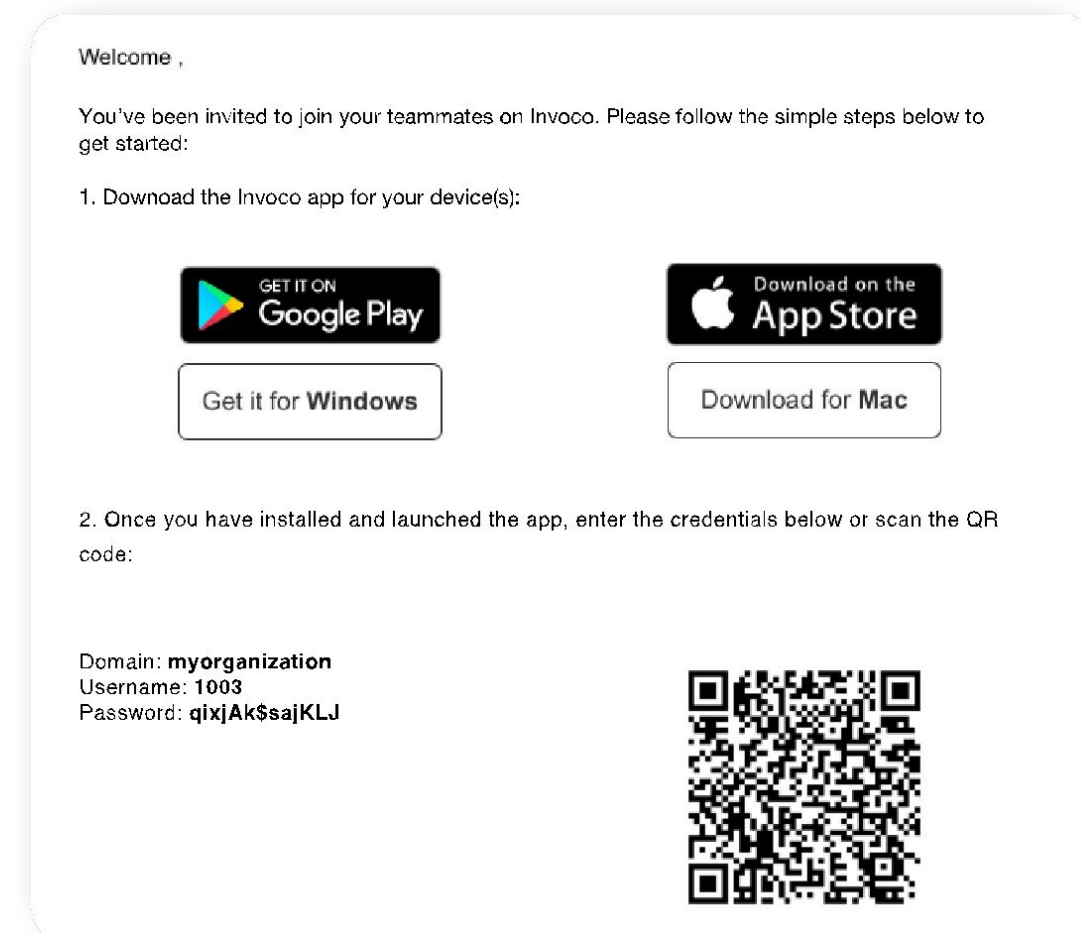 Welcome ,
You've been invited to join your teammates on Invoco. Please follow the simple steps below to
get started:
1. Downoad the Invoco app for your device(s):
GET IT ON
Google Play
Download on the
App Store
Get it for Windows
Download for Mac
2. Once you have installed and launched the app, enter the credentials below or scan the QR
code:
Domain: myorganization
Username: 1003
Password: qixjAk$sajKLJ